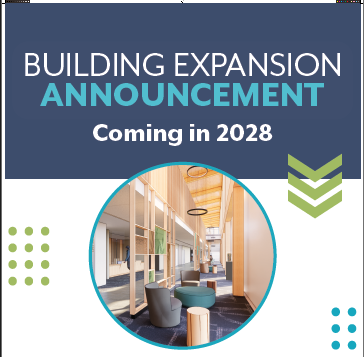 BUILDING EXPANSION
ANNOUNCEMENT
Coming in 2028